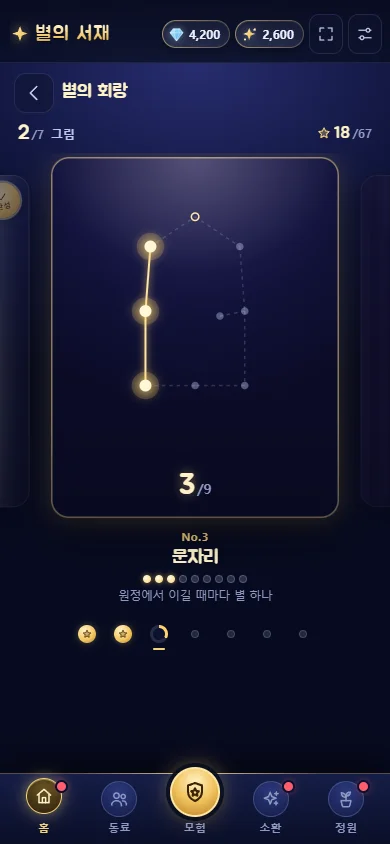 별의 서재
4,200
2,600
별의 회랑
2/7 그림
18/67
3/9
No.3
문자리
원정에서 이길 때마다 별 하나
홈
동료
모험
소환
정원